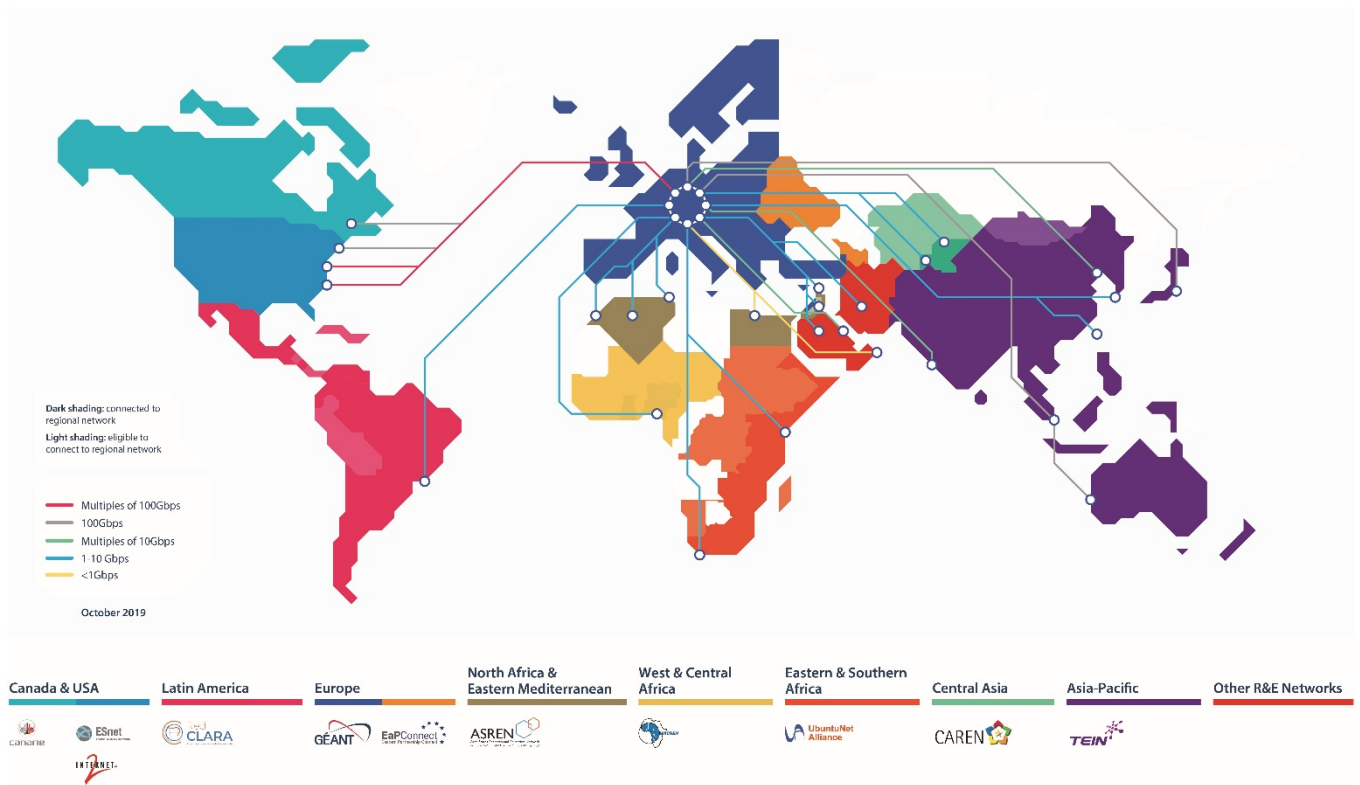 Dark shading: connected to
regional network
Light shading: eligible to
connect to regional network
Multiples of 100Gbps
100Gbps
Multiples of 10Gbps
1-10 Gbps
<1Gbps
October 2019
Canada & USA
Latin America
Europe
North Africa &
Eastern Mediterranean
West & Central
Africa
Eastern & Southern
Africa
Central Asia
Asia-Pacific
Other R&E Networks
canarie
ESnet
INTERNET
2
CLARA
GÉANT
EaPConnect
ASREN
UbuntuNet
Alliance
CAREN
TEIN